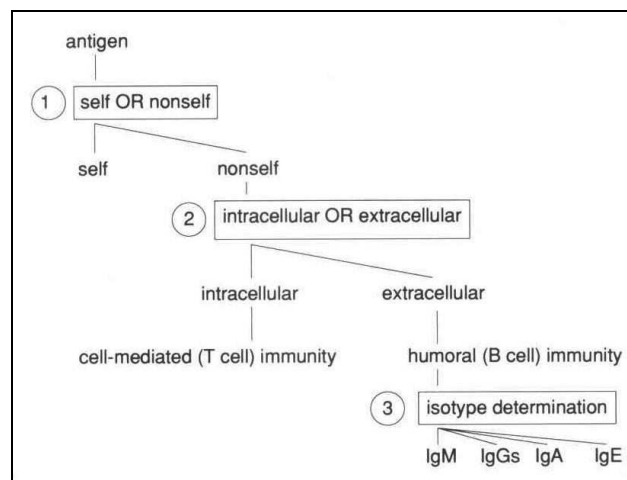 antigen
1 self OR nonself
self nonself
2 intracellular OR extracellular
intracellular extracellular
cell-mediated (T cell) immunity humoral (B cell) immunity
3 isotype determination
IgM IgGs IgA IgE